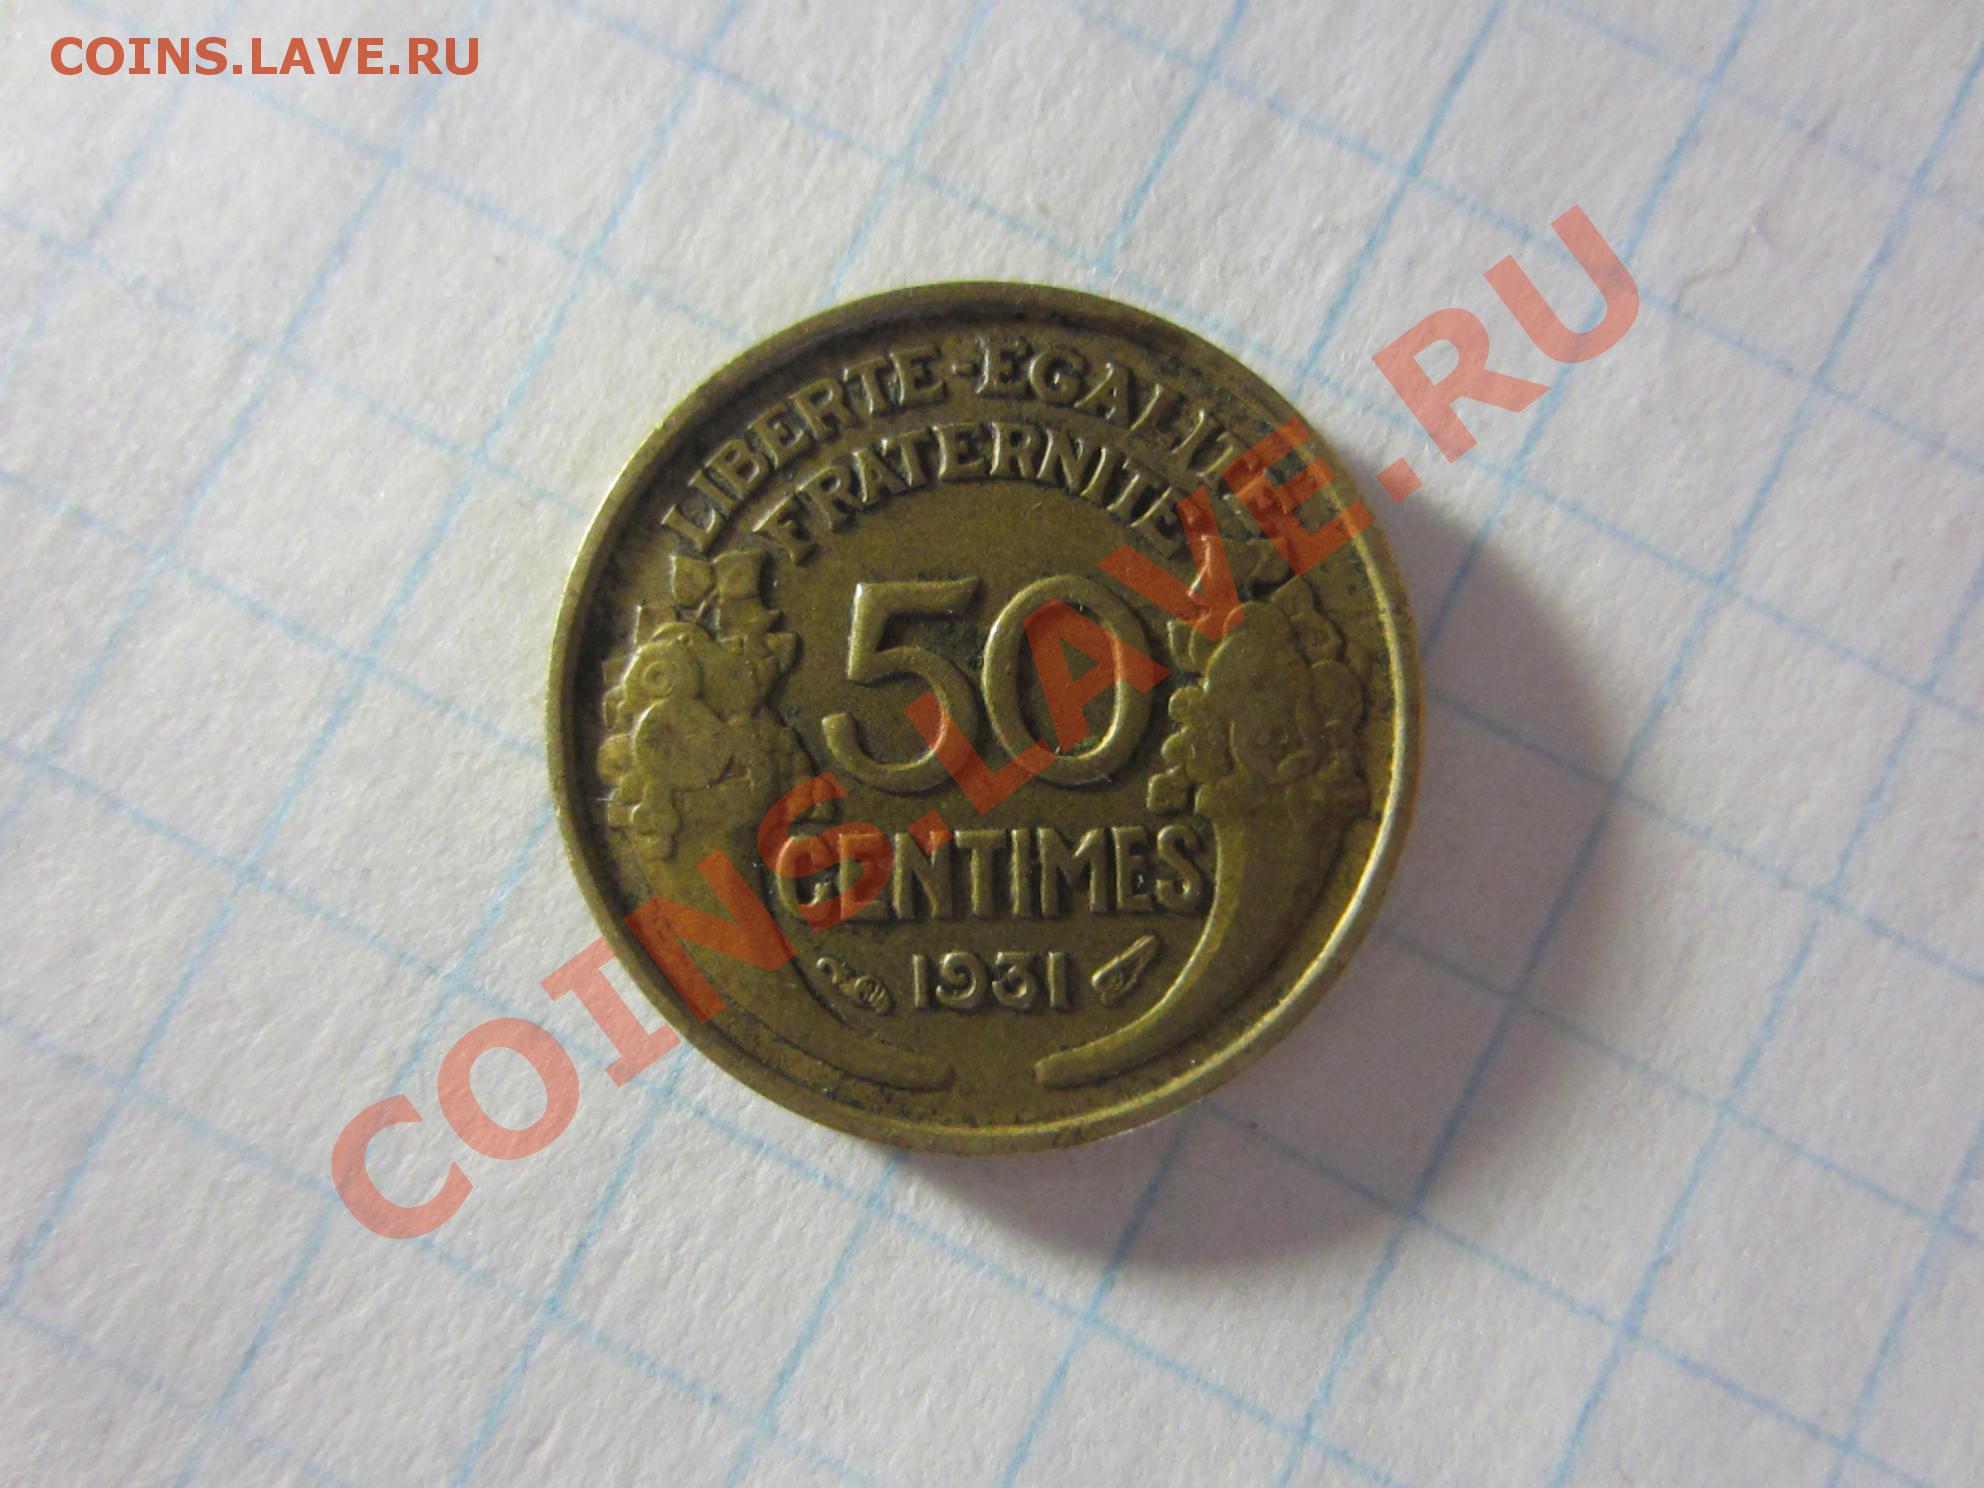 COINS.LAVE.RU
LIBERTE-EGALITE
FRATERNITE
50
CENTIMES
1931
COINS.LAVE.RU